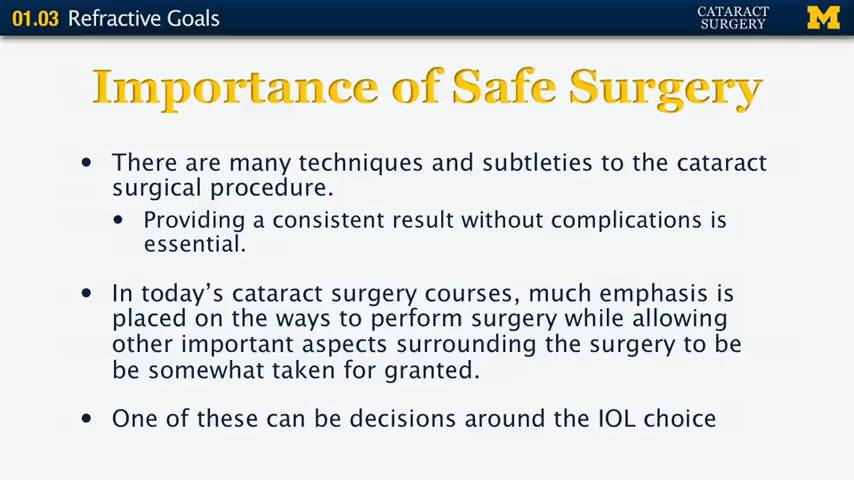 01.03 Refractive Goals
CATARACT
SURGERY
M
Importance of Safe Surgery
• There are many techniques and subtleties to the cataract
surgical procedure.
• Providing a consistent result without complications is
essential.
• In today's cataract surgery courses, much emphasis is
placed on the ways to perform surgery while allowing
other important aspects surrounding the surgery to be
be somewhat taken for granted.
• One of these can be decisions around the IOL choice